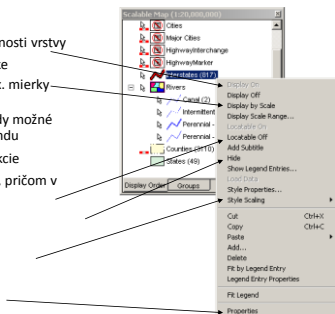 Scalable Map (1:20,000,000)
Cities
Major Cities
HighwayInterchange
HighwayMarker
Interstates (817)
Rivers
Canal (2)
Intermittent
Perennial -
Perennial -
Counties (3110)
States (49)
Display Order
Groups
nosti vrstvy
ke
x. mierky
dy možné
ndu
kcie
, pričom v
Display On
Display Off
Display by Scale
Display Scale Range...
Locatable On
Locatable Off
Add Subtitle
Hide
Show Legend Entries...
Load Data
Style Properties...
Style Scaling
Cut Ctrl+X
Copy Ctrl+C
Paste
Add...
Delete
Fit by Legend Entry
Legend Entry Properties
Fit Legend
Properties